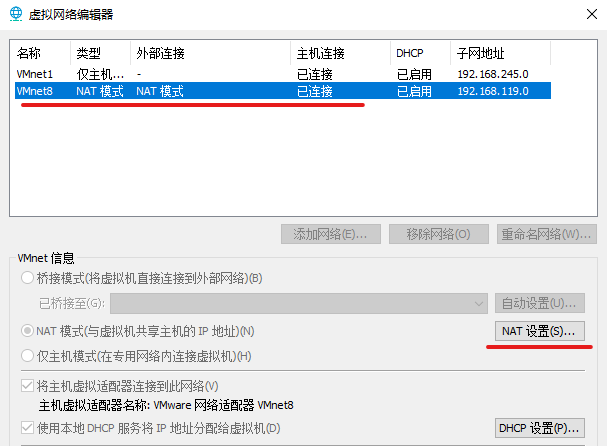 虚拟网络编辑器
名称 类型 外部连接 主机连接 DHCP 子网地址
VMnet1 仅主机... - 已连接 已启用 192.168.245.0
VMnet8 NAT 模式 NAT 模式 已连接 已启用 192.168.119.0
添加网络(E)... 移除网络(O) 重命名网络(W)...
VMnet 信息
桥接模式(将虚拟机直接连接到外部网络)(B)
已桥接至(G): 自动设置(U)...
NAT 模式(与虚拟机共享主机的 IP 地址)(N) NAT 设置(S)...
仅主机模式(在专用网络内连接虚拟机)(H)
将主机虚拟适配器连接到此网络(V)
主机虚拟适配器名称: VMware 网络适配器 VMnet8
使用本地 DHCP 服务将 IP 地址分配给虚拟机(D) DHCP 设置(P)...